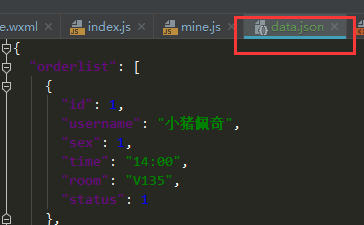 e.wxml index.js mine.js data.json
{
"orderlist": [
{
"id": 1,
"username": "小猪佩奇",
"sex": 1,
"time": "14:00",
"room": "V135",
"status": 1
},